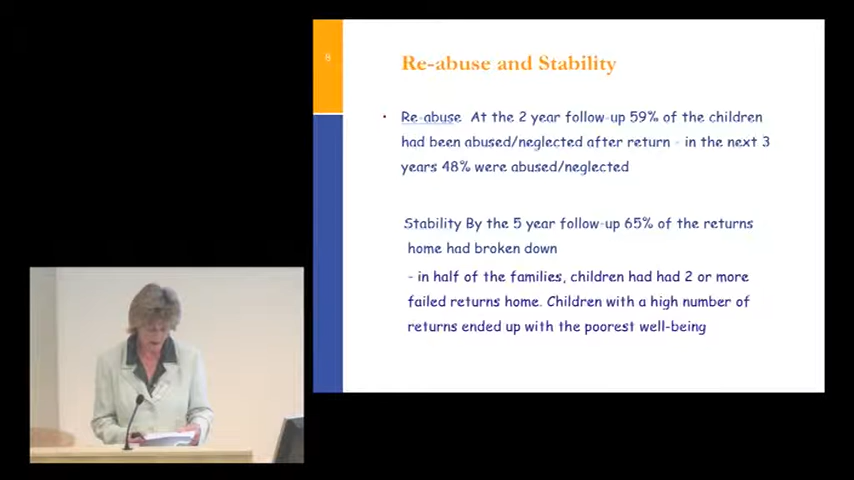 8
Re-abuse and Stability
· Re-abuse At the 2 year follow-up 59% of the children
had been abused/neglected after return - in the next 3
years 48% were abused/neglected
Stability By the 5 year follow-up 65% of the returns
home had broken down
- in half of the families, children had had 2 or more
failed returns home. Children with a high number of
returns ended up with the poorest well-being